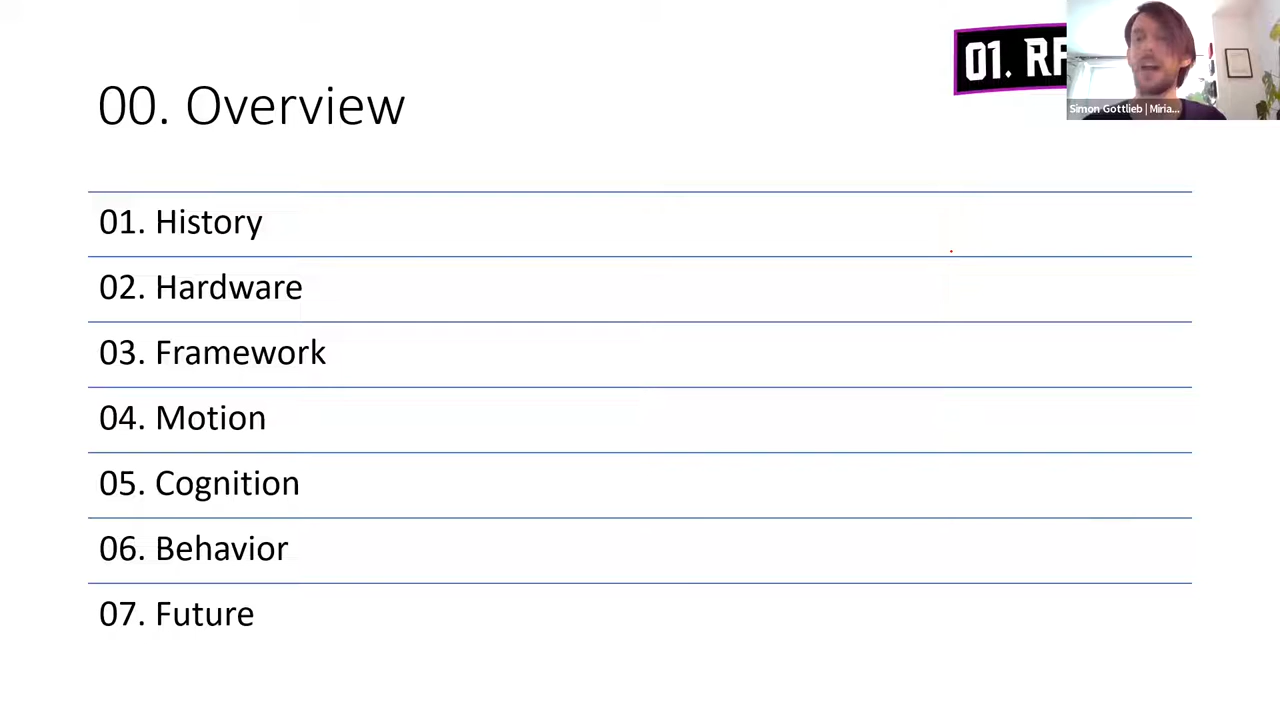 00. Overview
01. RF
Simon Gottlieb | Miria...
01. History
02. Hardware
03. Framework
04. Motion
05. Cognition
06. Behavior
07. Future